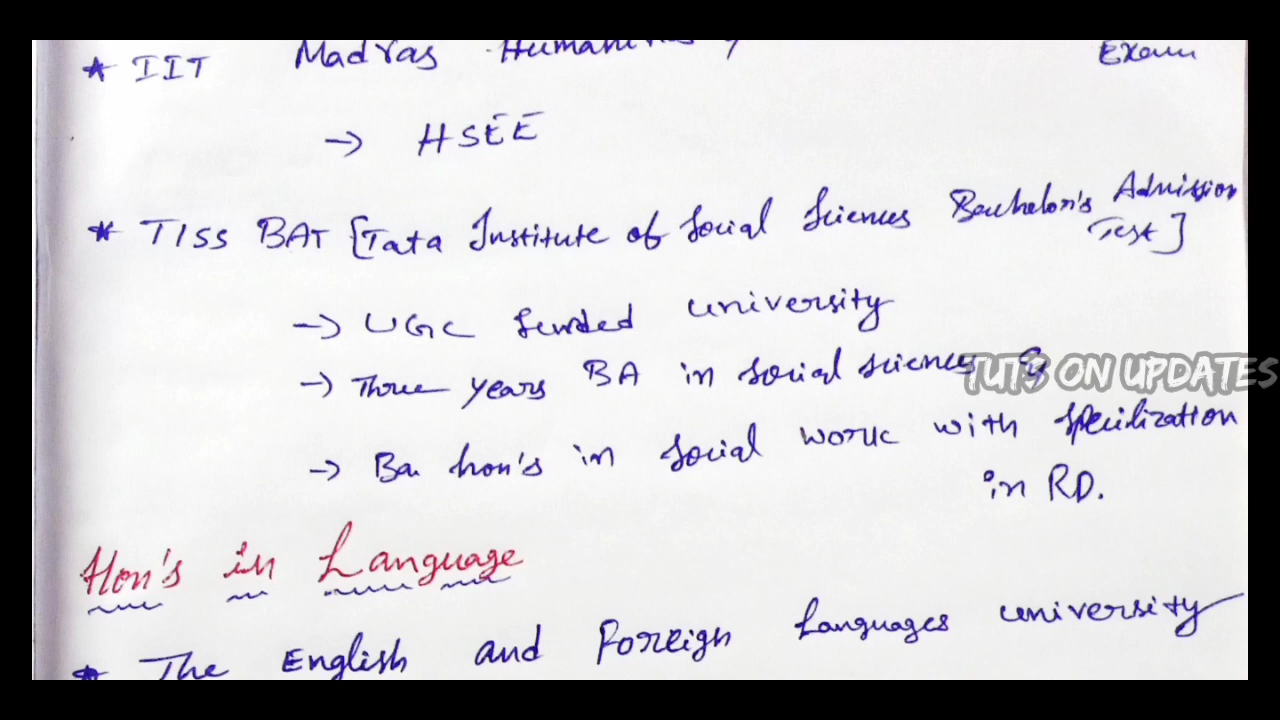 * IIT Madras Humanities Exam
→ HSEE
* TISS BAT [Tata Institute of Social Sciences Bachelor's Admission
Test]
→ UGC funded university
→ Three years BA in social sciences &
TUTS ON UPDATES
→ Ba hon's in social work with specilization
in RD.
Hon's in Language
* The English and Foreign Languages university